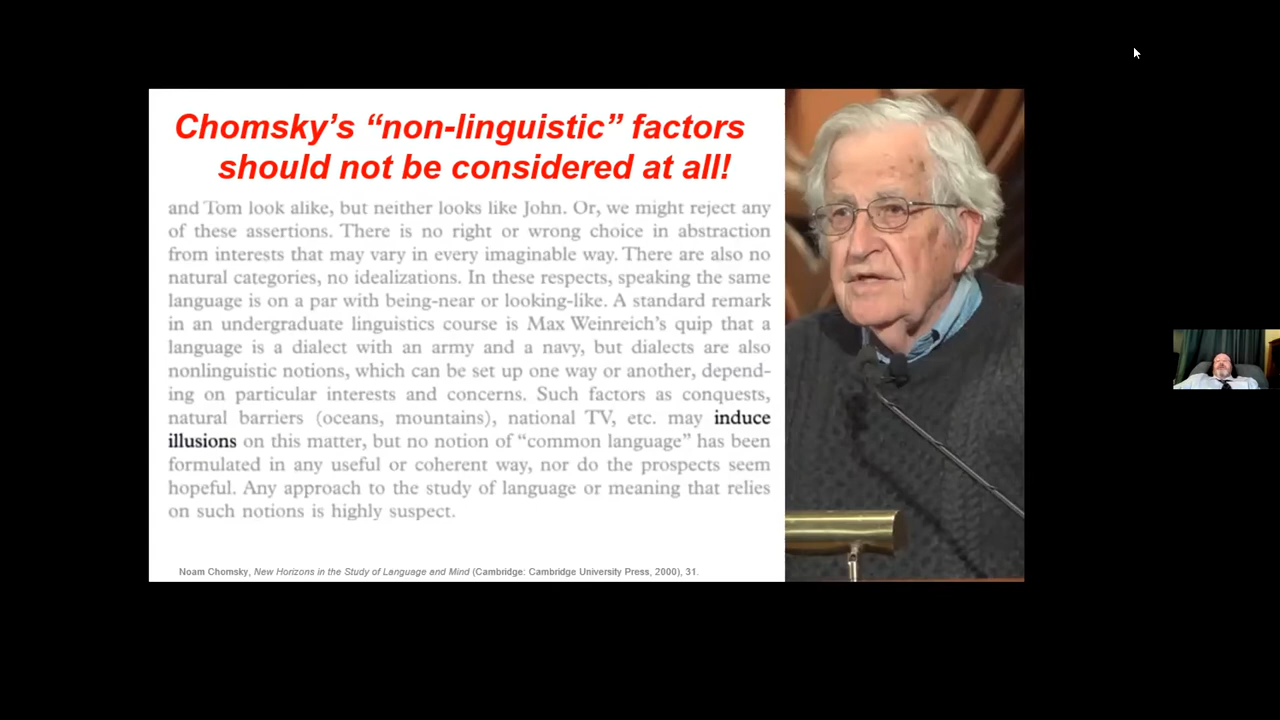 Chomsky's “non-linguistic” factors
should not be considered at all!
and Tom look alike, but neither looks like John. Or, we might reject any
of these assertions. There is no right or wrong choice in abstraction
from interests that may vary in every imaginable way. There are also no
natural categories, no idealizations. In these respects, speaking the same
language is on a par with being-near or looking-like. A standard remark
in an undergraduate linguistics course is Max Weinreich's quip that a
language is a dialect with an army and a navy, but dialects are also
nonlinguistic notions, which can be set up one way or another, depend-
ing on particular interests and concerns. Such factors as conquests,
natural barriers (oceans, mountains), national TV, etc. may induce
illusions on this matter, but no notion of “common language” has been
formulated in any useful or coherent way, nor do the prospects seem
hopeful. Any approach to the study of language or meaning that relies
on such notions is highly suspect.
Noam Chomsky, New Horizons in the Study of Language and Mind (Cambridge: Cambridge University Press, 2000), 31.